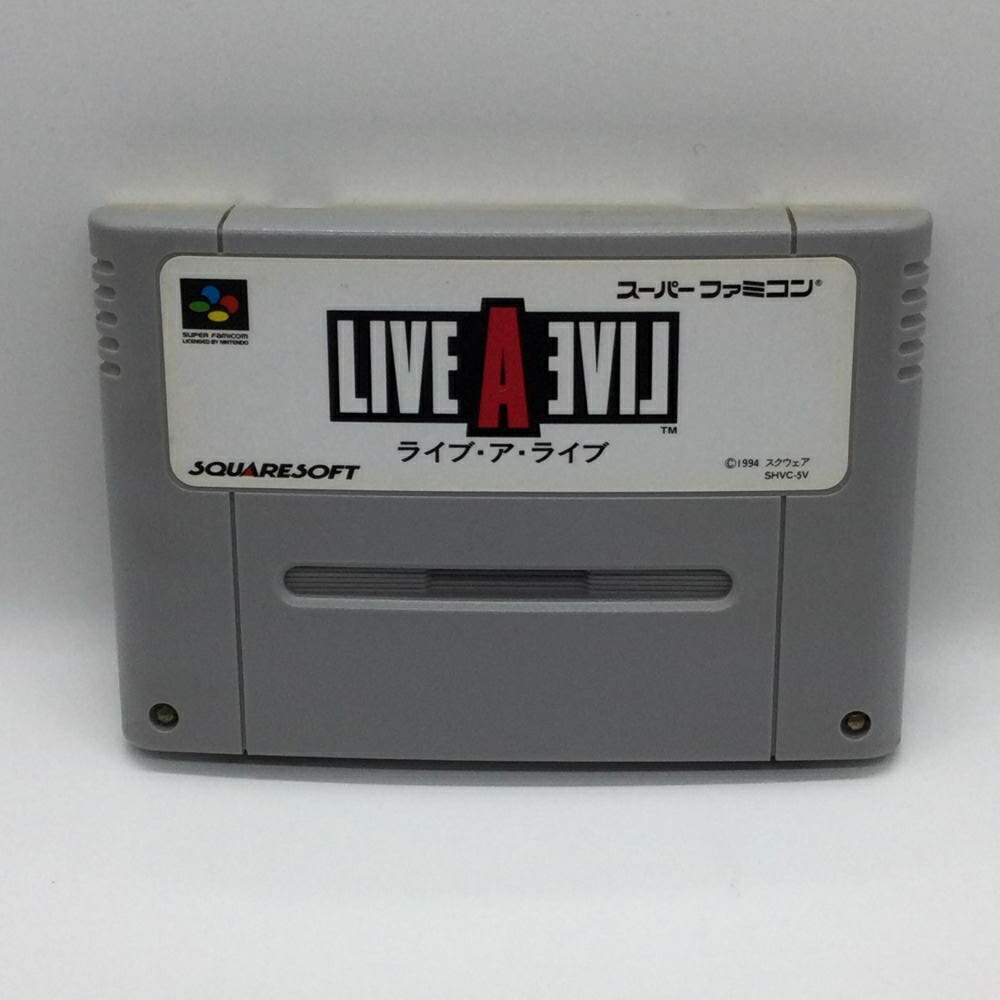 スーパーファミコン®
SUPER FAMICOM
LICENSED BY NINTENDO
LIVE A EVIL
TM
ライブ・ア・ライブ
SQUARESOFT
©1994 スクウェア
SHVC-5V